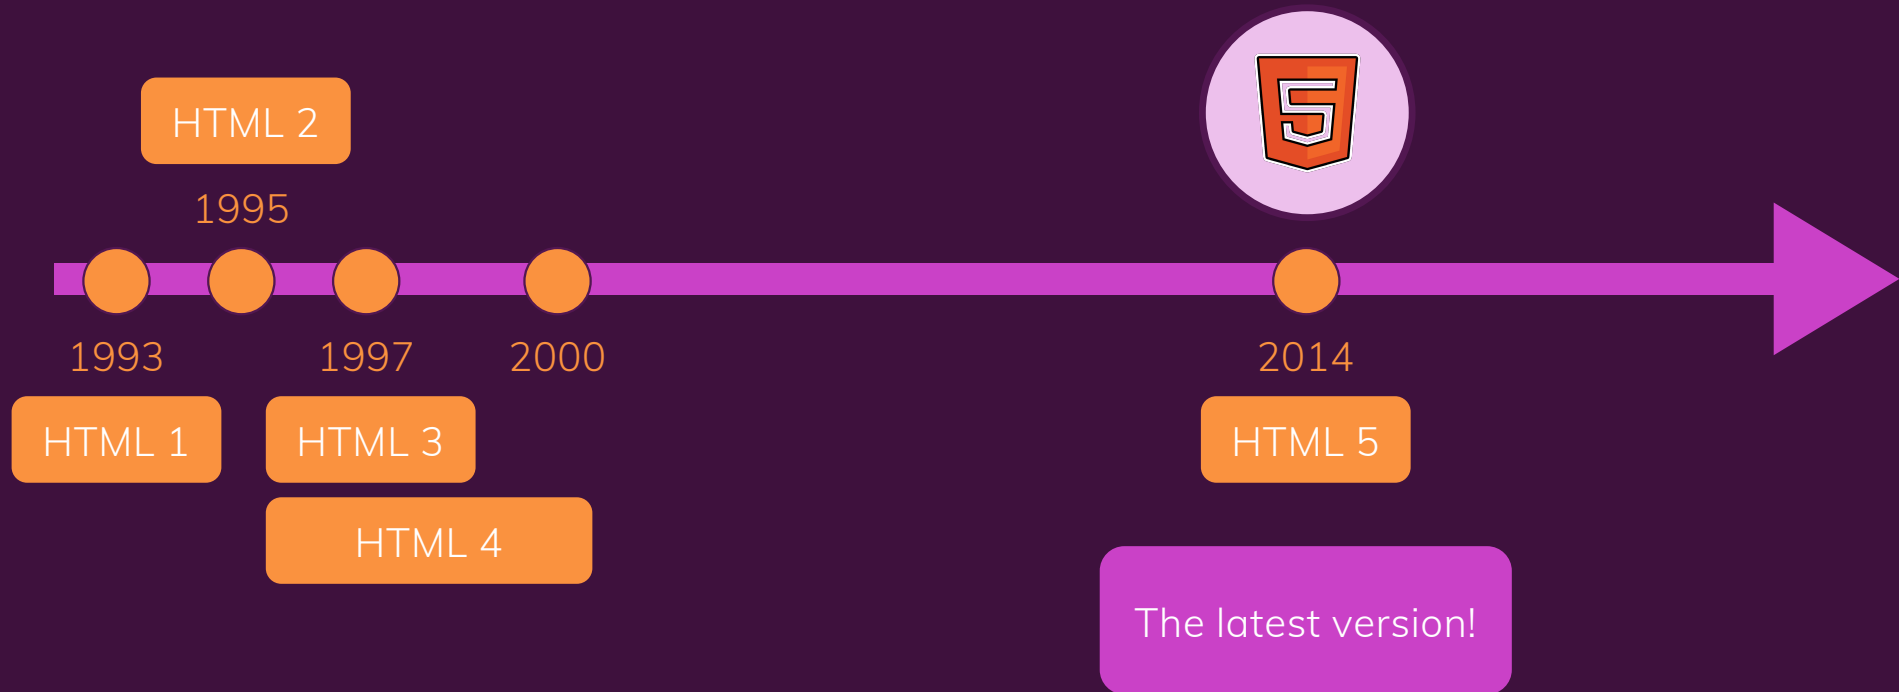 HTML 2
1995
1993
1997
2000
2014
HTML 1
HTML 3
HTML 5
HTML 4
The latest version!